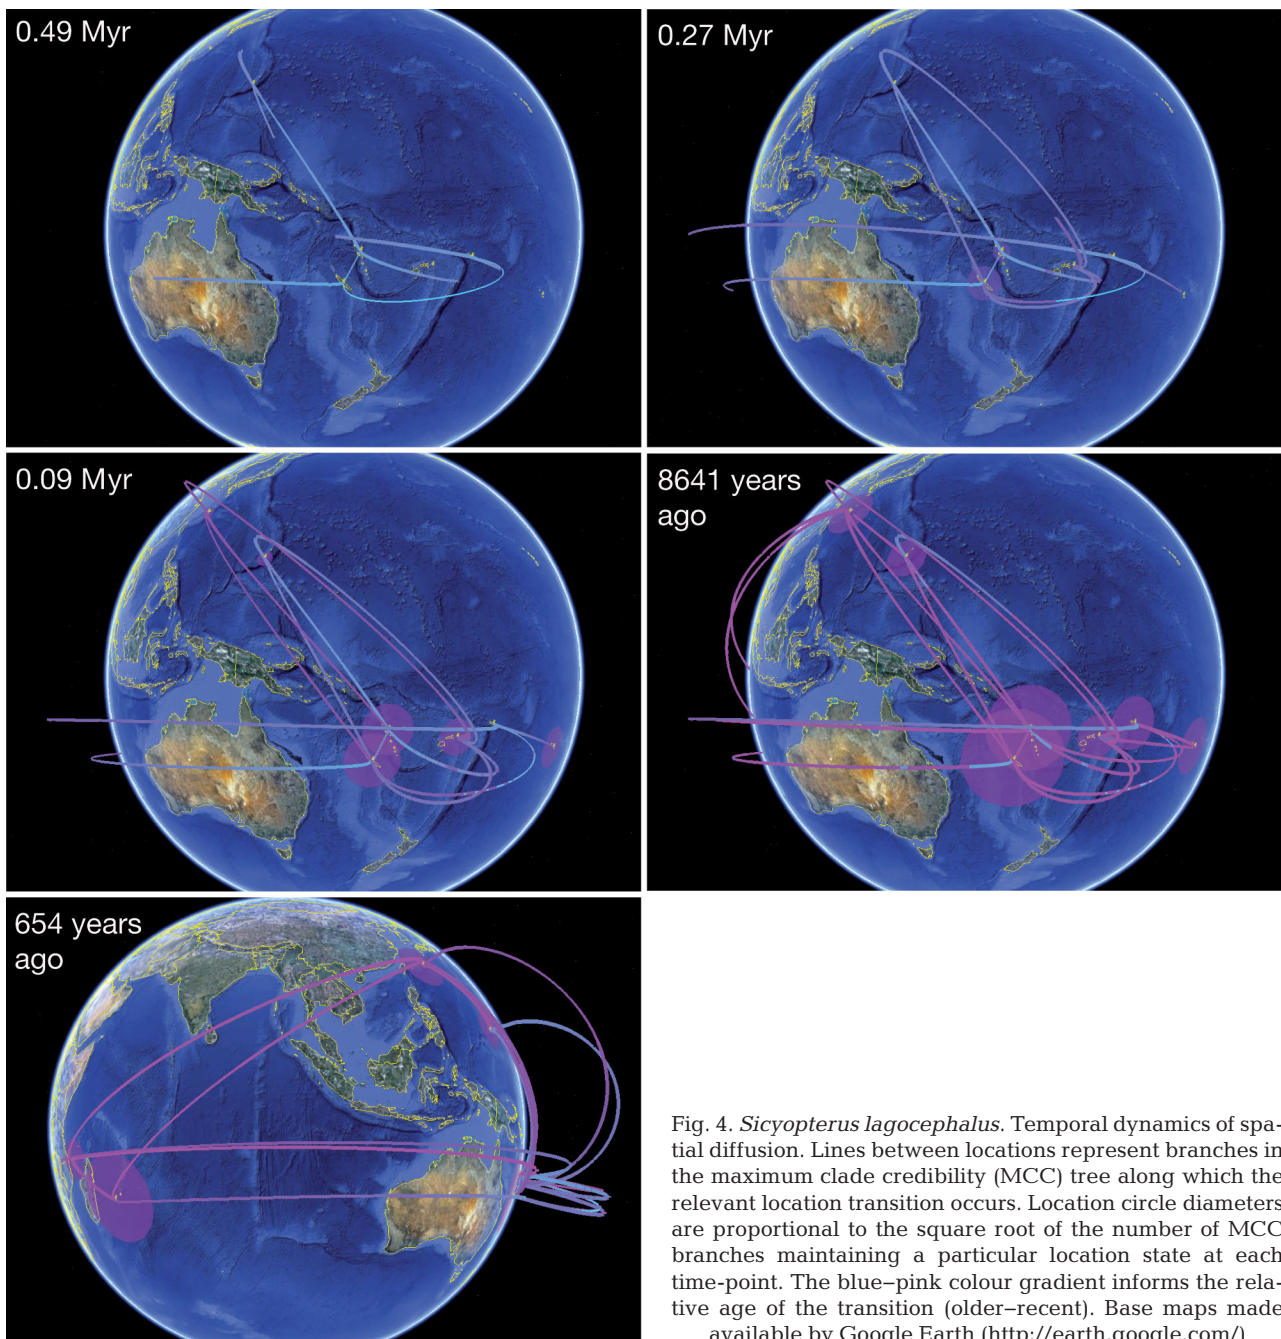 0.49 Myr
0.27 Myr
0.09 Myr
8641 years
ago
654 years
ago
Fig. 4. Sicyopterus lagocephalus. Temporal dynamics of spa-
tial diffusion. Lines between locations represent branches in
the maximum clade credibility (MCC) tree along which the
relevant location transition occurs. Location circle diameters
are proportional to the square root of the number of MCC
branches maintaining a particular location state at each
time-point. The blue–pink colour gradient informs the rela-
tive age of the transition (older–recent). Base maps made
available by Google Earth (http://earth.google.com/)